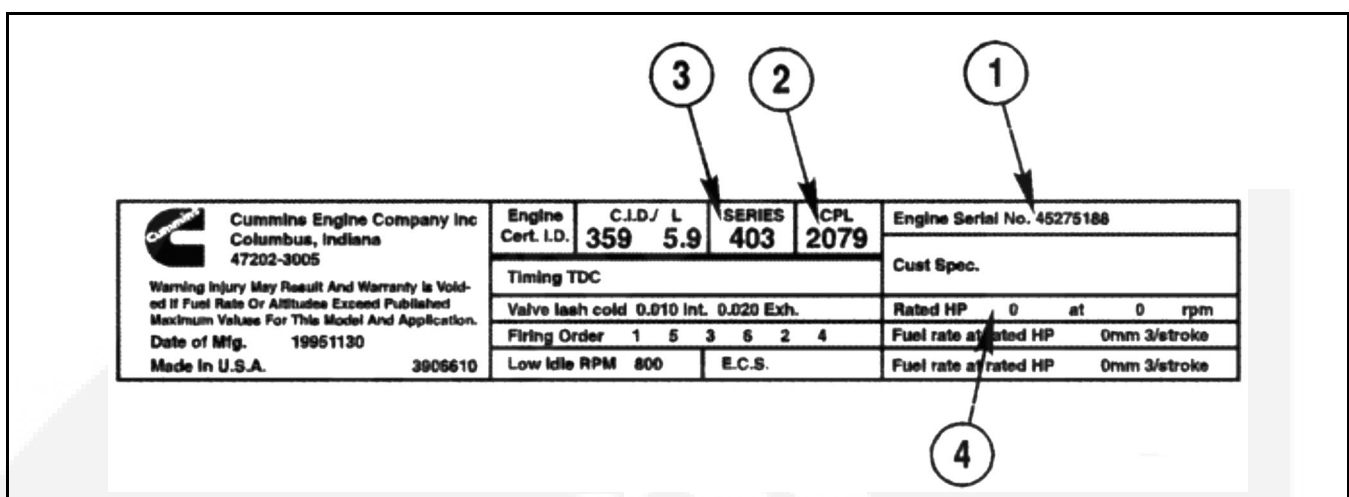 3 2 1
Cummins
Cummins Engine Company Inc
Columbus, Indiana
47202-3005
Warning Injury May Result And Warranty Is Void-
ed If Fuel Rate Or Altitudes Exceed Published
Maximum Values For This Model And Application.
Date of Mfg. 19951130
Made In U.S.A. 3906610
Engine
Cert. I.D.
C.I.D./ L
359 5.9
SERIES
403
CPL
2079
Timing TDC
Valve lash cold 0.010 Int. 0.020 Exh.
Firing Order 1 5 3 6 2 4
Low Idle RPM 800 E.C.S.
Engine Serial No. 45275188
Cust Spec.
Rated HP 0 at 0 rpm
Fuel rate at rated HP 0mm 3/stroke
Fuel rate at rated HP 0mm 3/stroke
4